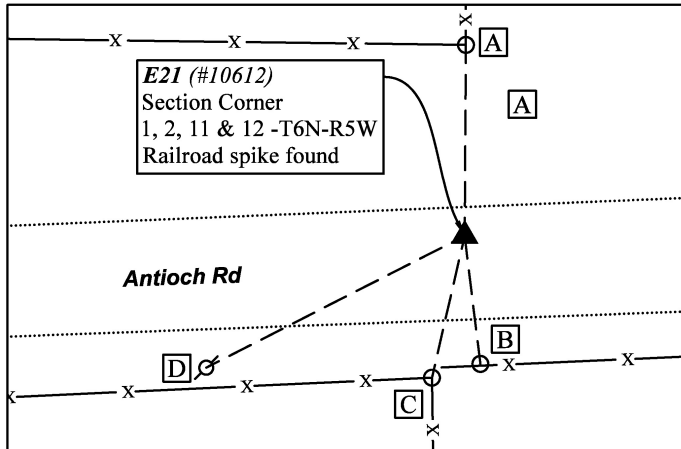 x
x x x
A
E21 (#10612)
Section Corner
1, 2, 11 & 12 -T6N-R5W
Railroad spike found
A
Antioch Rd
B
D
x x x x x x
C
x